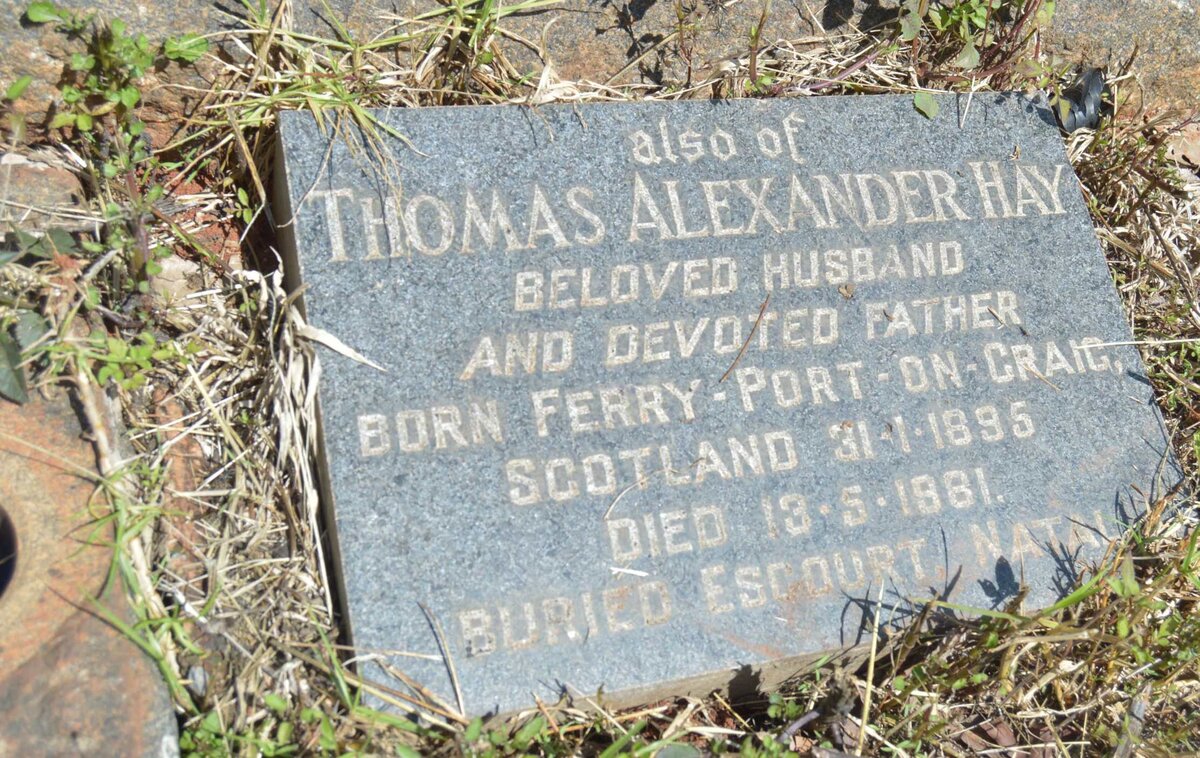 also of
THOMAS ALEXANDER HAY
BELOVED HUSBAND
AND DEVOTED FATHER
BORN FERRY-PORT-ON-CRAIG,
SCOTLAND 31·1·1895
DIED 13·5·1981.
BURIED ESCOURT, NATAL